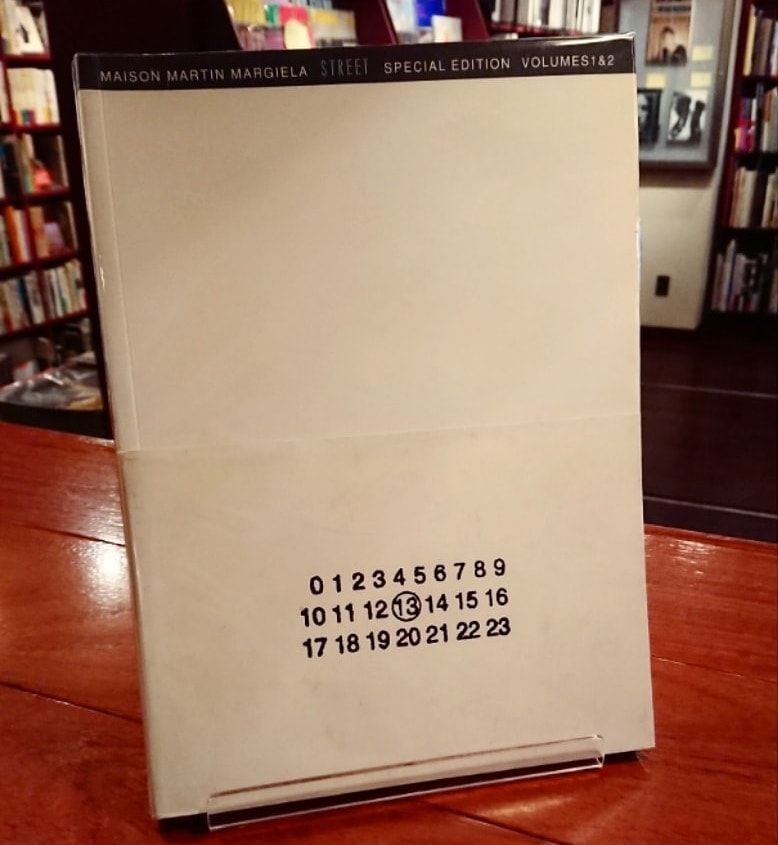 MAISON MARTIN MARGIELA STREET SPECIAL EDITION VOLUMES1&2
0 1 2 3 4 5 6 7 8 9
10 11 12 13 14 15 16
17 18 19 20 21 22 23